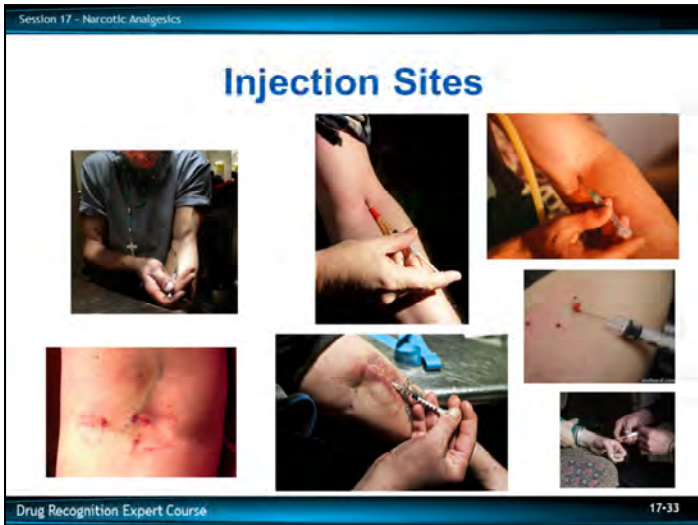 Session 17 - Narcotic Analgesics
Injection Sites
Drug Recognition Expert Course
17-33